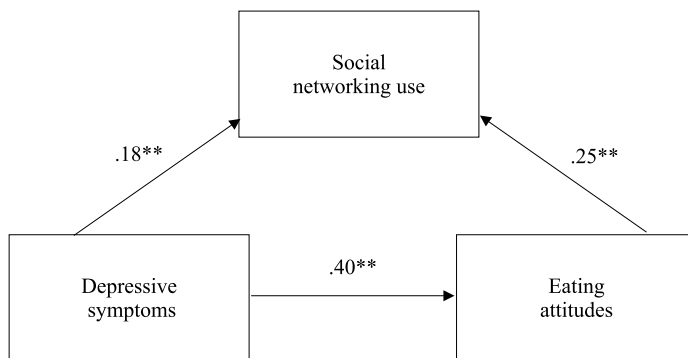 Social
networking use
.18**
.25**
.40**
Depressive
symptoms
Eating
attitudes